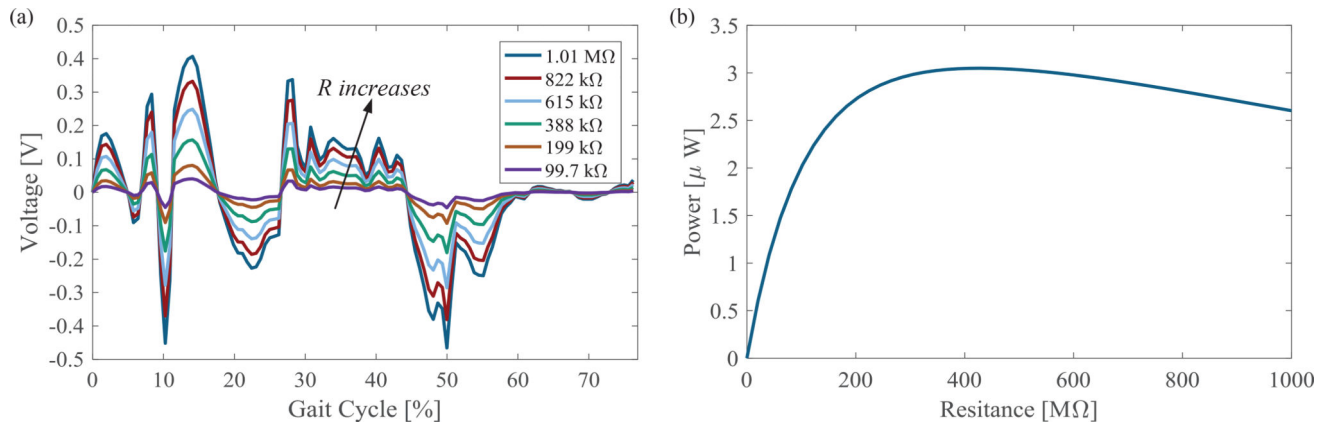 (a)
0.5
0.4
0.3
0.2
0.1
0
-0.1
-0.2
-0.3
-0.4
-0.5
Voltage [V]
0 10 20 30 40 50 60 70
Gait Cycle [%]
R increases
1.01 MΩ
822 kΩ
615 kΩ
388 kΩ
199 kΩ
99.7 kΩ
(b)
3.5
3
2.5
2
1.5
1
0.5
0
Power [μ W]
0 200 400 600 800 1000
Resitance [MΩ]